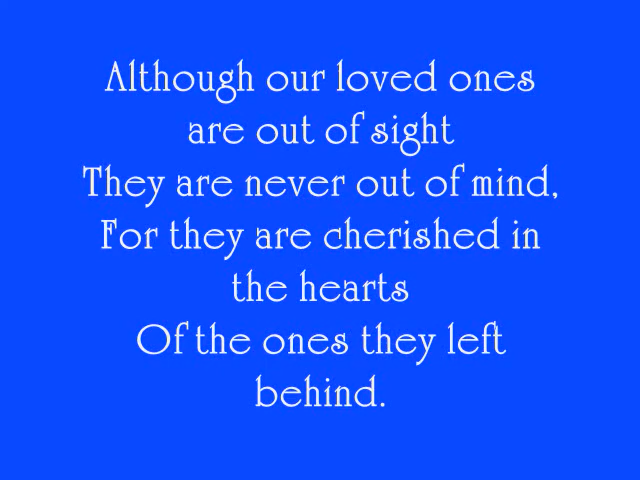 Although our loved ones
are out of sight
They are never out of mind,
For they are cherished in
the hearts
Of the ones they left
behind.